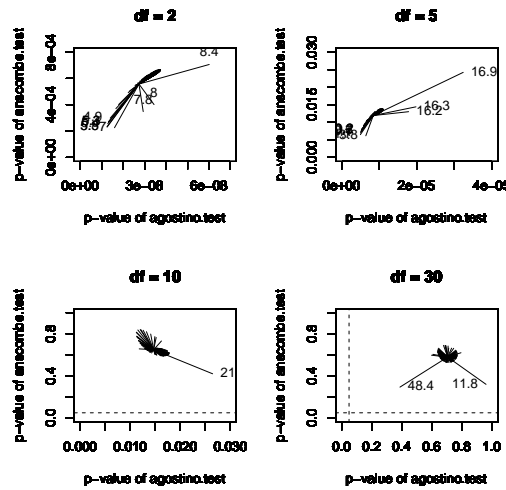 df = 2
df = 5
p−value of anscombe.test
0e+00 4e−04 8e−04
8.4
8
7.8
0e+00 3e−08 6e−08
p−value of agostino.test
p−value of anscombe.test
0.000 0.015 0.030
16.9
16.3
16.2
0e+00 2e−05 4e−05
p−value of agostino.test
df = 10
df = 30
p−value of anscombe.test
0.0 0.4 0.8
21
0.000 0.010 0.020 0.030
p−value of agostino.test
p−value of anscombe.test
0.0 0.4 0.8
48.4
11.8
0.0 0.2 0.4 0.6 0.8 1.0
p−value of agostino.test